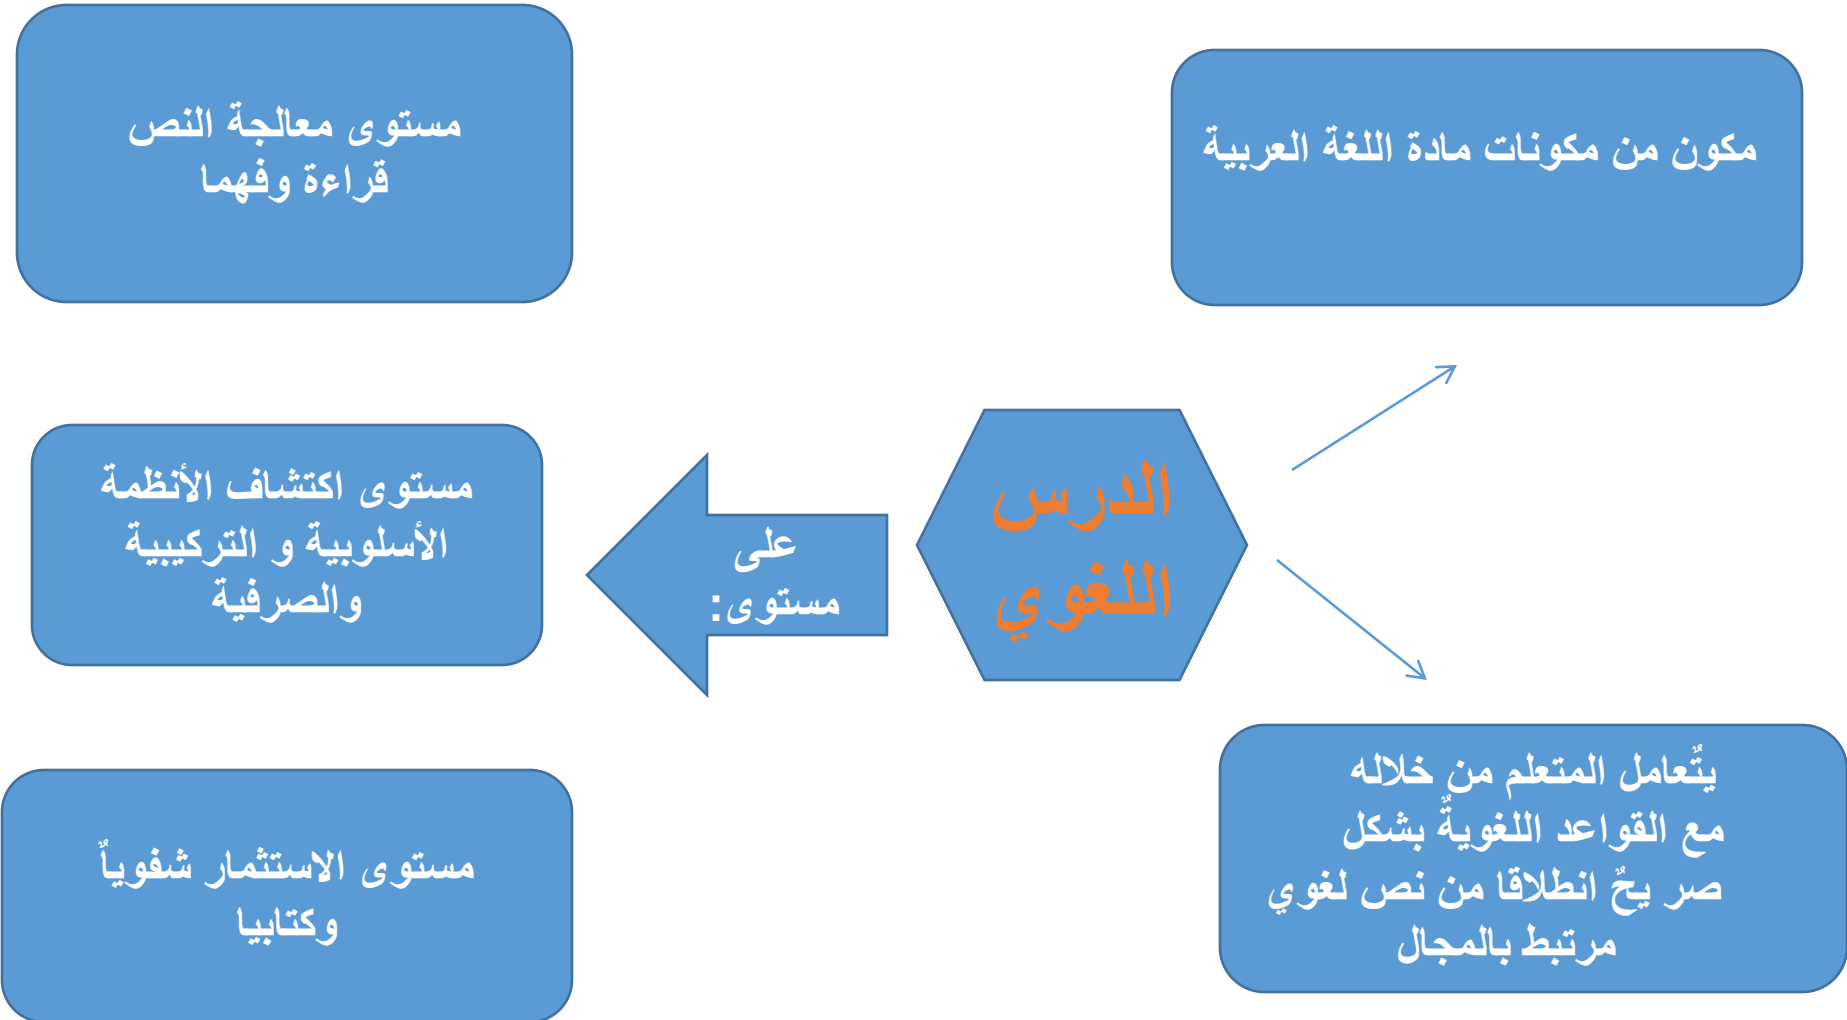 مكون من مكونات مادة اللغة العربية
الدرس
اللغوي
يتٌعامل المتعلم من خلاله
مع القواعد اللغويةٌ بشكل
صر يحٌ انطلاقا من نص لغوي
مرتبط بالمجال
على
مستوى:
مستوى معالجة النص
قراءة وفهما
مستوى اكتشاف الأنظمة
الأسلوبية و التركيبية
والصرفية
مستوى الاستثمار شفوياٌ
وكتابيا